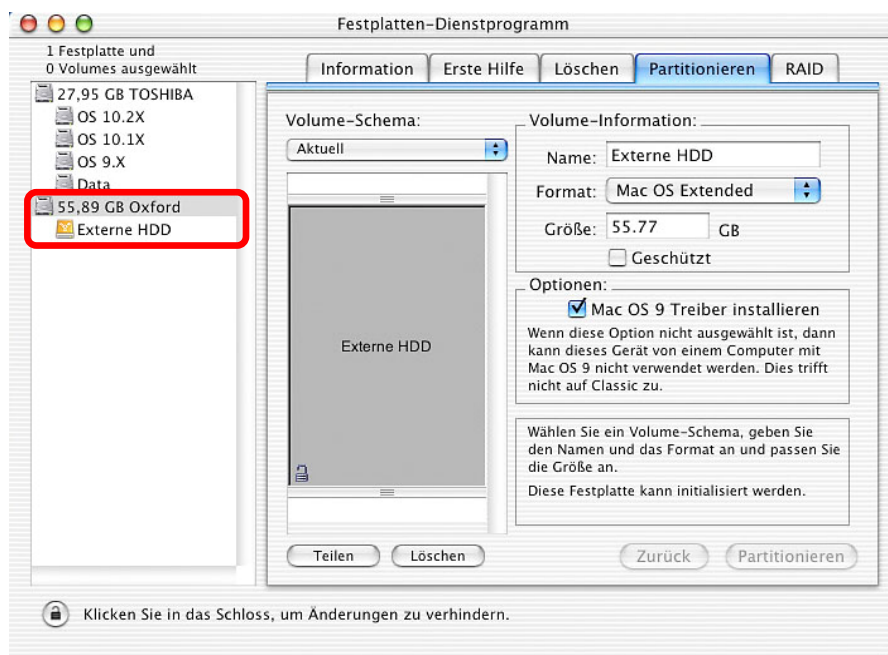 Festplatten-Dienstprogramm
1 Festplatte und
0 Volumes ausgewählt
27,95 GB TOSHIBA
OS 10.2X
OS 10.1X
OS 9.X
Data
55,89 GB Oxford
Externe HDD
Information
Erste Hilfe
Löschen
Partitionieren
RAID
Volume-Schema:
Aktuell
Externe HDD
Teilen
Löschen
Volume-Information:
Name: Externe HDD
Format: Mac OS Extended
Größe: 55.77 GB
Geschützt
Optionen:
Mac OS 9 Treiber installieren
Wenn diese Option nicht ausgewählt ist, dann
kann dieses Gerät von einem Computer mit
Mac OS 9 nicht verwendet werden. Dies trifft
nicht auf Classic zu.
Wählen Sie ein Volume-Schema, geben Sie
den Namen und das Format an und passen Sie
die Größe an.
Diese Festplatte kann initialisiert werden.
Zurück
Partitionieren
Klicken Sie in das Schloss, um Änderungen zu verhindern.